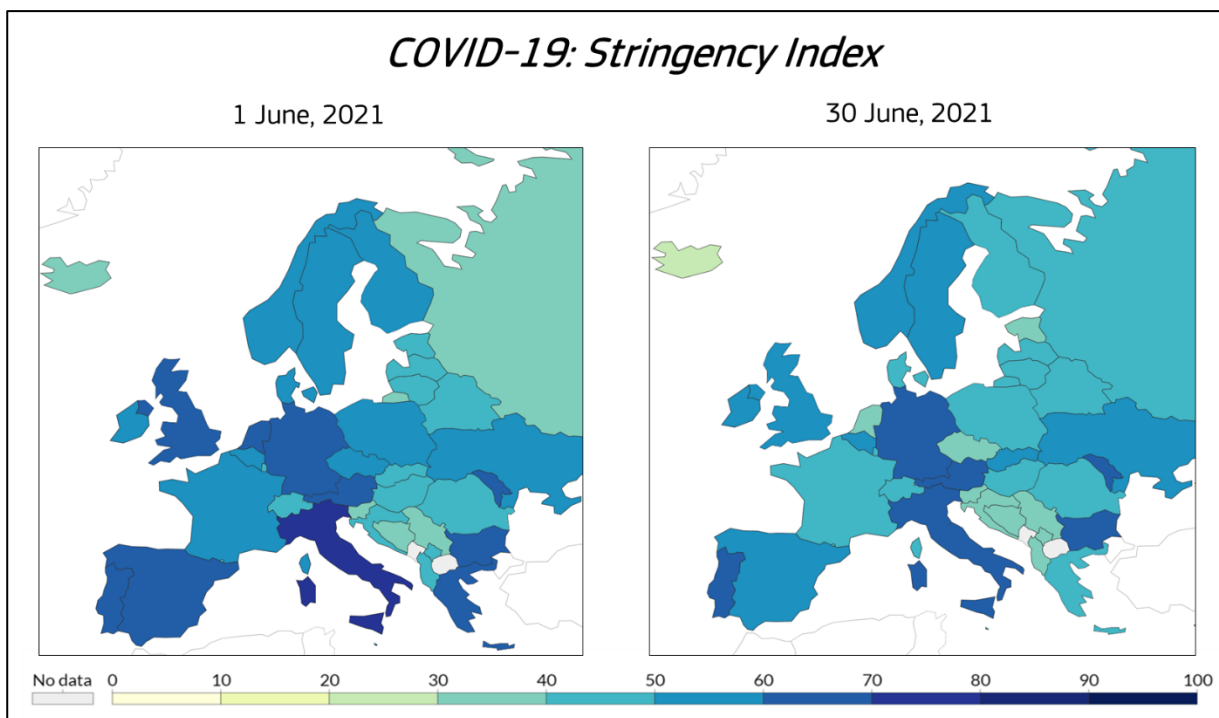 COVID-19: Stringency Index
1 June, 2021
30 June, 2021
No data 0 10 20 30 40 50 60 70 80 90 100